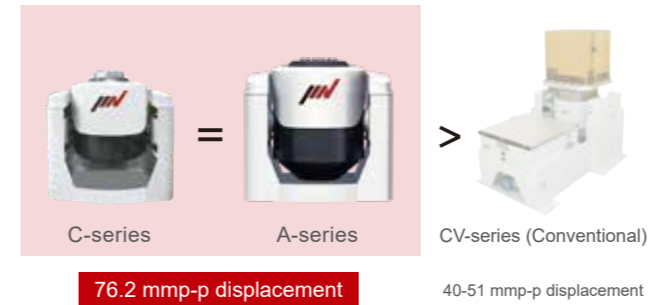 =
>
C-series
A-series
CV-series (Conventional)
76.2 mmp-p displacement
40-51 mmp-p displacement